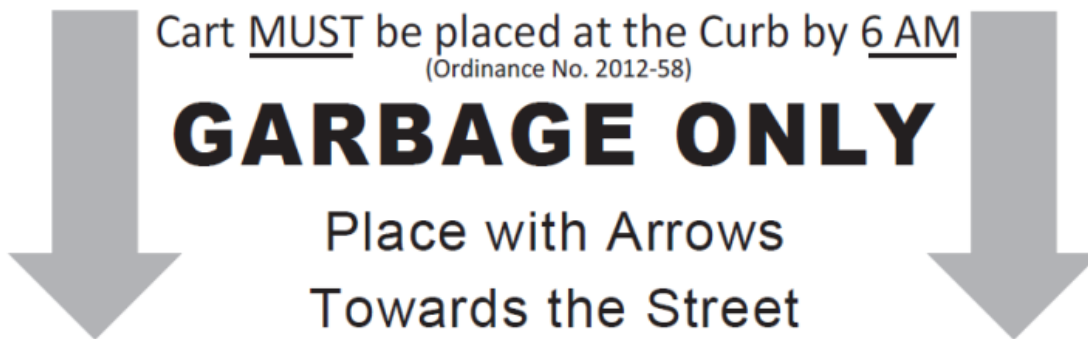 Cart MUST be placed at the Curb by 6 AM
(Ordinance No. 2012-58)
GARBAGE ONLY
Place with Arrows
Towards the Street